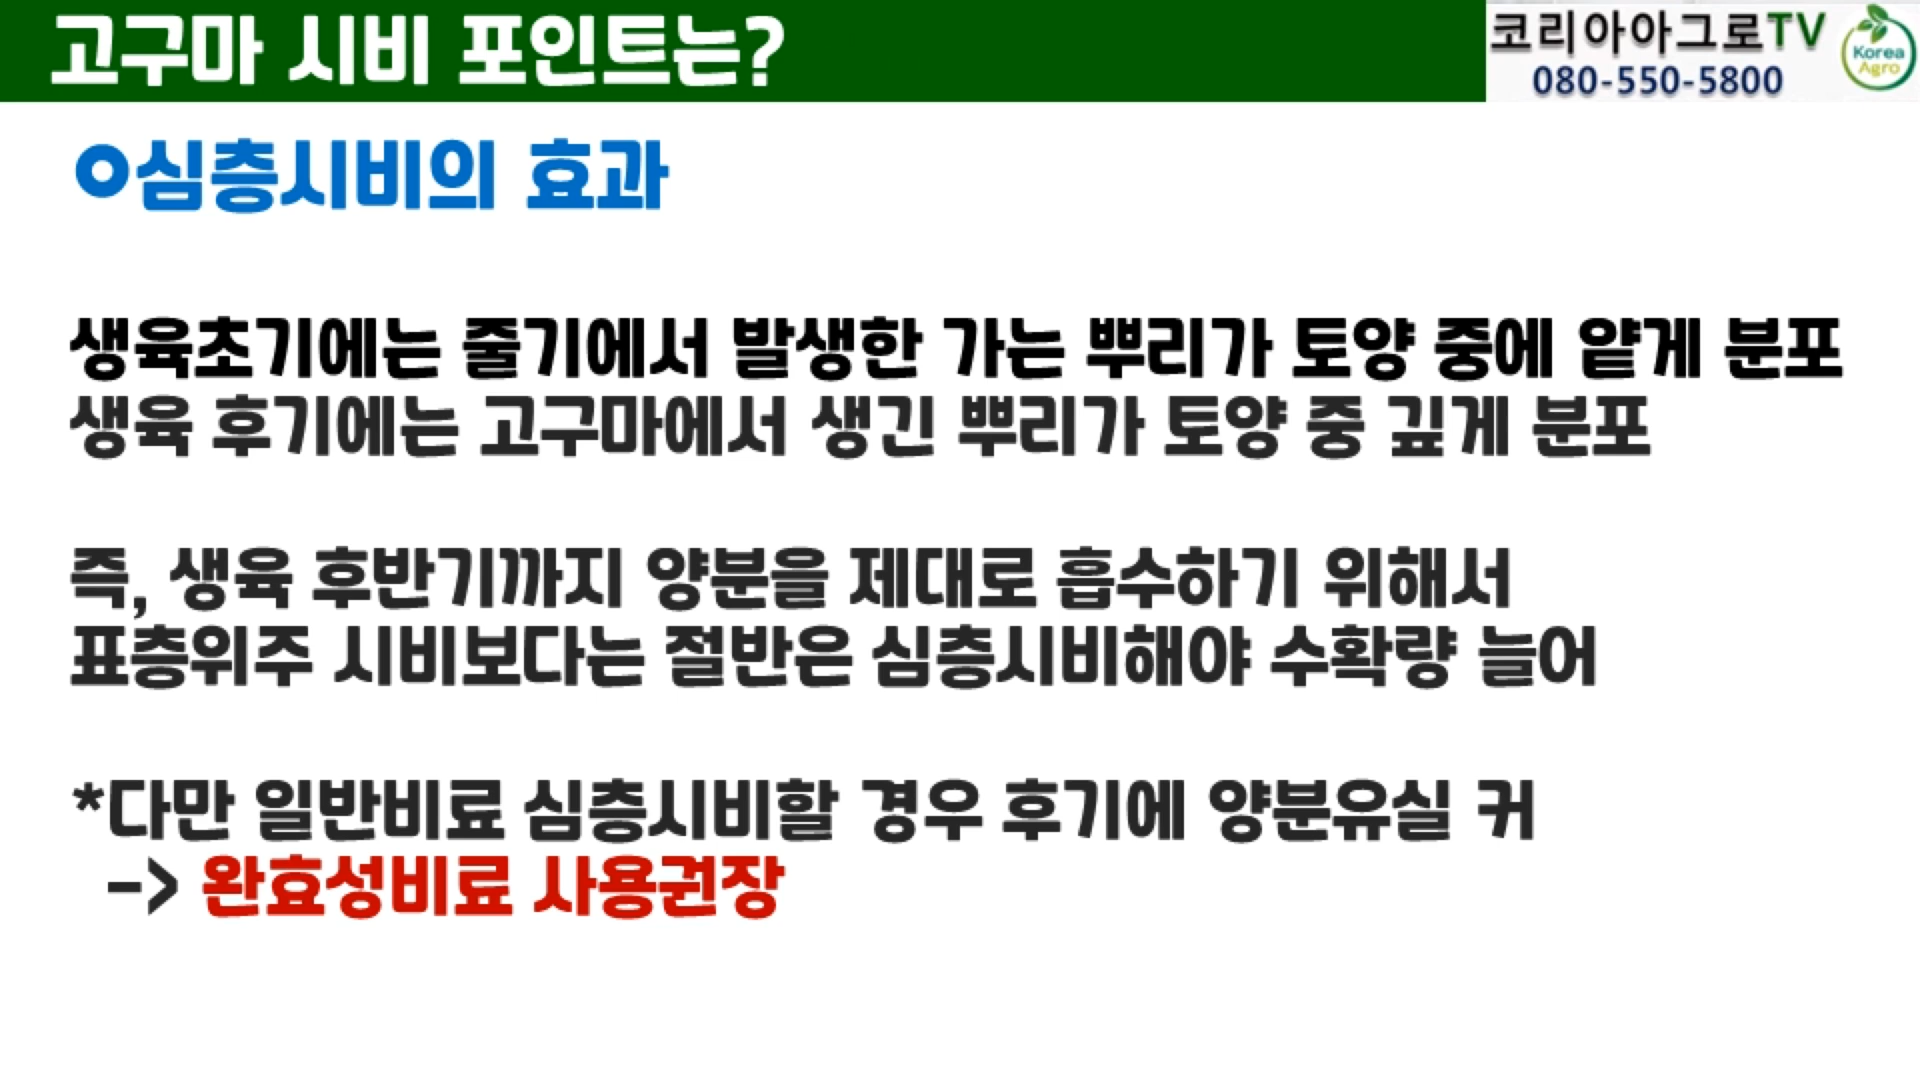 고구마 시비 포인트는?
코리아아그로TV
080-550-5800
Korea
Agro
심층시비의 효과
생육초기에는 줄기에서 발생한 가는 뿌리가 토양 중에 얕게 분포
생육 후기에는 고구마에서 생긴 뿌리가 토양 중 깊게 분포
즉, 생육 후반기까지 양분을 제대로 흡수하기 위해서
표층위주 시비보다는 절반은 심층시비해야 수확량 늘어
*다만 일반비료 심층시비할 경우 후기에 양분유실 커
-> 완효성비료 사용권장